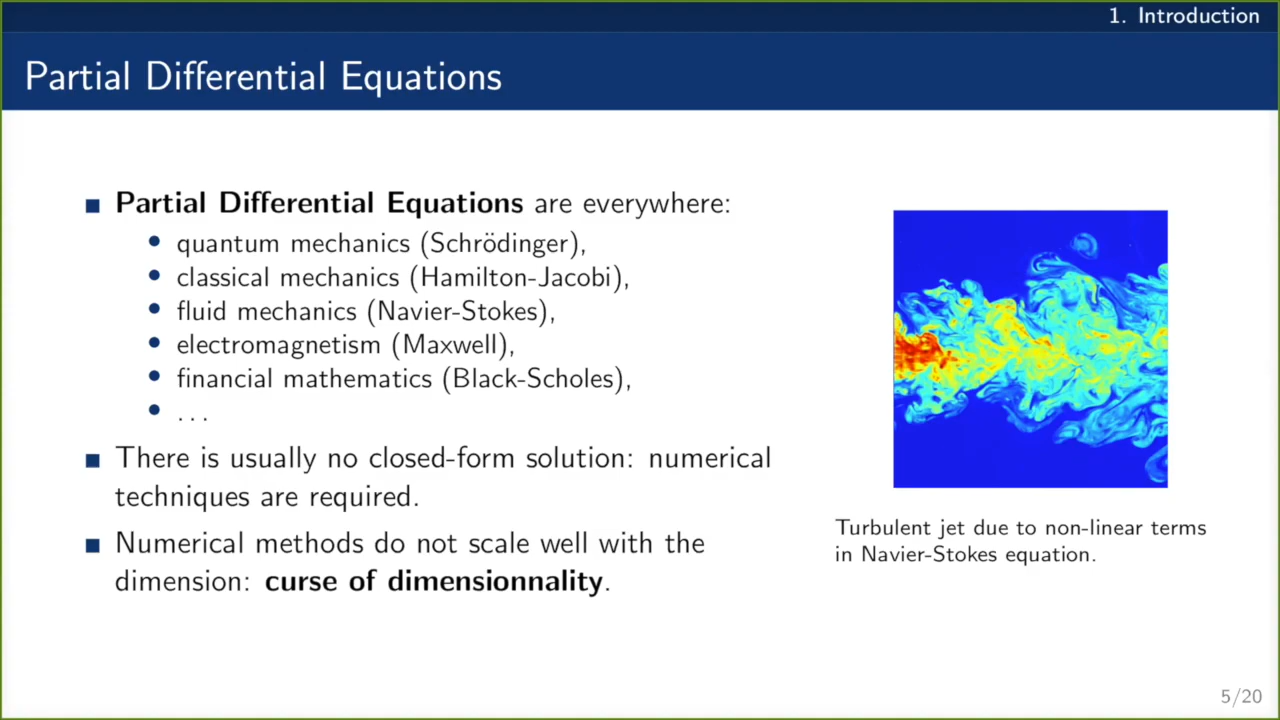 1. Introduction
Partial Differential Equations
Partial Differential Equations are everywhere:
quantum mechanics (Schrödinger),
classical mechanics (Hamilton-Jacobi),
fluid mechanics (Navier-Stokes),
electromagnetism (Maxwell),
financial mathematics (Black-Scholes),
...
There is usually no closed-form solution: numerical
techniques are required.
Numerical methods do not scale well with the
dimension: curse of dimensionnality.
Turbulent jet due to non-linear terms
in Navier-Stokes equation.
5/20